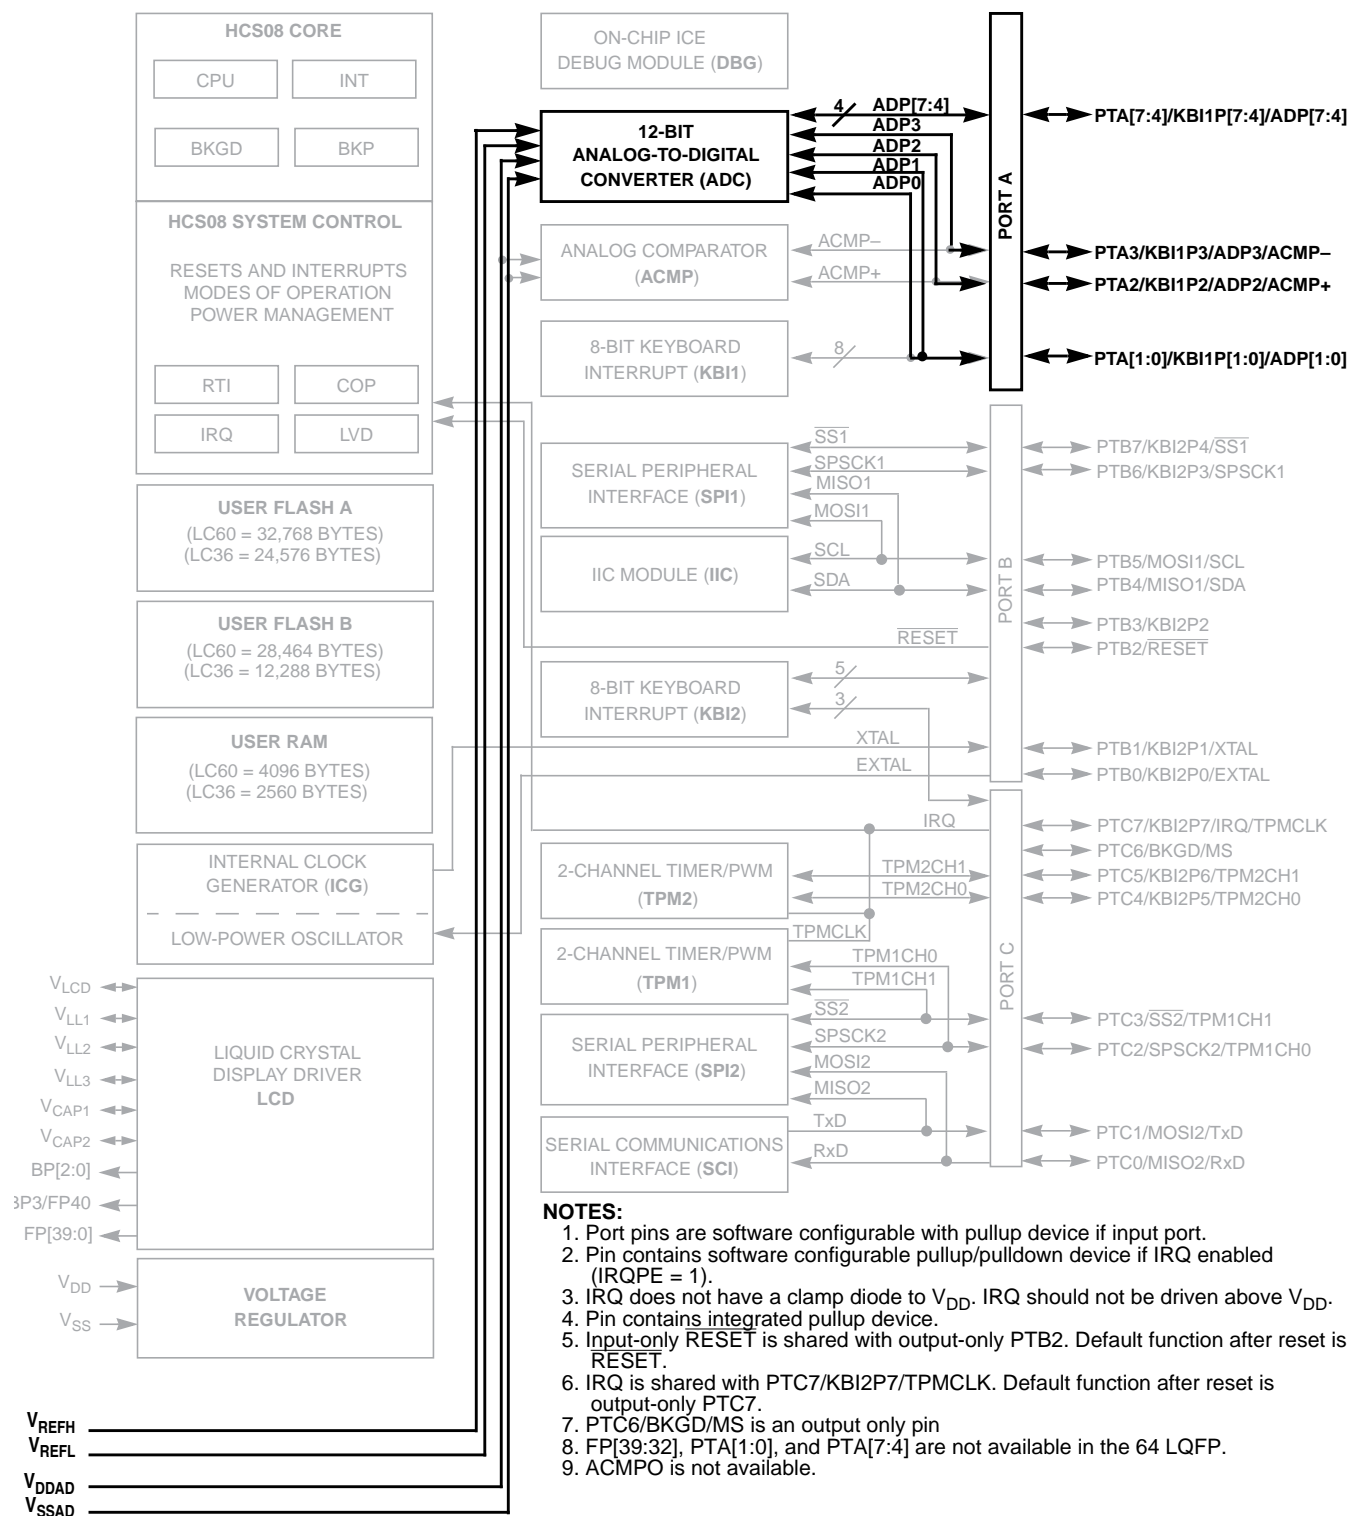 HCS08 CORE
CPU
INT
BKGD
BKP
HCS08 SYSTEM CONTROL
RESETS AND INTERRUPTS
MODES OF OPERATION
POWER MANAGEMENT
RTI
COP
IRQ
LVD
USER FLASH A
(LC60 = 32,768 BYTES)
(LC36 = 24,576 BYTES)
USER FLASH B
(LC60 = 28,464 BYTES)
(LC36 = 12,288 BYTES)
USER RAM
(LC60 = 4096 BYTES)
(LC36 = 2560 BYTES)
INTERNAL CLOCK
GENERATOR (ICG)
LOW-POWER OSCILLATOR
VLCD
VLL1
VLL2
VLL3
VCAP1
VCAP2
BP[2:0]
BP3/FP40
FP[39:0]
LIQUID CRYSTAL
DISPLAY DRIVER
LCD
VDD
VSS
VOLTAGE
REGULATOR
VREFH
VREFL
VDDAD
VSSAD
ON-CHIP ICE
DEBUG MODULE (DBG)
12-BIT
ANALOG-TO-DIGITAL
CONVERTER (ADC)
4
ADP[7:4]
ADP3
ADP2
ADP1
ADP0
ANALOG COMPARATOR
(ACMP)
ACMP–
ACMP+
8-BIT KEYBOARD
INTERRUPT (KBI1)
8
SERIAL PERIPHERAL
INTERFACE (SPI1)
SS1
SPSCK1
MISO1
MOSI1
IIC MODULE (IIC)
SCL
SDA
RESET
8-BIT KEYBOARD
INTERRUPT (KBI2)
5
3
XTAL
EXTAL
IRQ
2-CHANNEL TIMER/PWM
(TPM2)
TPM2CH1
TPM2CH0
TPMCLK
2-CHANNEL TIMER/PWM
(TPM1)
TPM1CH0
TPM1CH1
SERIAL PERIPHERAL
INTERFACE (SPI2)
SS2
SPSCK2
MOSI2
MISO2
SERIAL COMMUNICATIONS
INTERFACE (SCI)
TxD
RxD
PORT A
PTA[7:4]/KBI1P[7:4]/ADP[7:4]
PTA3/KBI1P3/ADP3/ACMP–
PTA2/KBI1P2/ADP2/ACMP+
PTA[1:0]/KBI1P[1:0]/ADP[1:0]
PORT B
PTB7/KBI2P4/SS1
PTB6/KBI2P3/SPSCK1
PTB5/MOSI1/SCL
PTB4/MISO1/SDA
PTB3/KBI2P2
PTB2/RESET
PTB1/KBI2P1/XTAL
PTB0/KBI2P0/EXTAL
PORT C
PTC7/KBI2P7/IRQ/TPMCLK
PTC6/BKGD/MS
PTC5/KBI2P6/TPM2CH1
PTC4/KBI2P5/TPM2CH0
PTC3/SS2/TPM1CH1
PTC2/SPSCK2/TPM1CH0
PTC1/MOSI2/TxD
PTC0/MISO2/RxD
NOTES:
1. Port pins are software configurable with pullup device if input port.
2. Pin contains software configurable pullup/pulldown device if IRQ enabled
(IRQPE = 1).
3. IRQ does not have a clamp diode to VDD. IRQ should not be driven above VDD.
4. Pin contains integrated pullup device.
5. Input-only RESET is shared with output-only PTB2. Default function after reset is
RESET.
6. IRQ is shared with PTC7/KBI2P7/TPMCLK. Default function after reset is
output-only PTC7.
7. PTC6/BKGD/MS is an output only pin
8. FP[39:32], PTA[1:0], and PTA[7:4] are not available in the 64 LQFP.
9. ACMPO is not available.